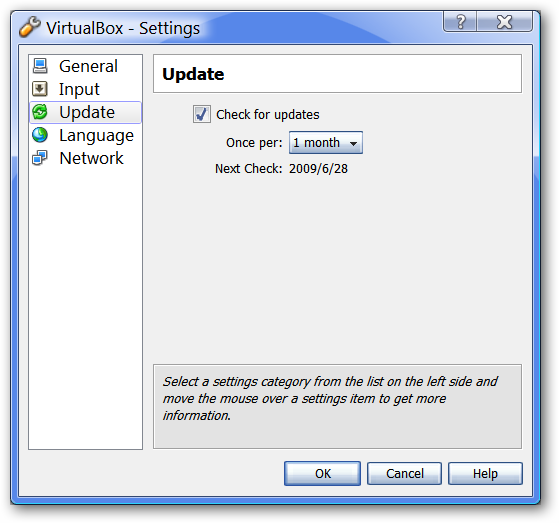 VirtualBox - Settings
General
Input
Update
Language
Network
Update
Check for updates
Once per: 1 month
Next Check: 2009/6/28
Select a settings category from the list on the left side and
move the mouse over a settings item to get more
information.
OK Cancel Help